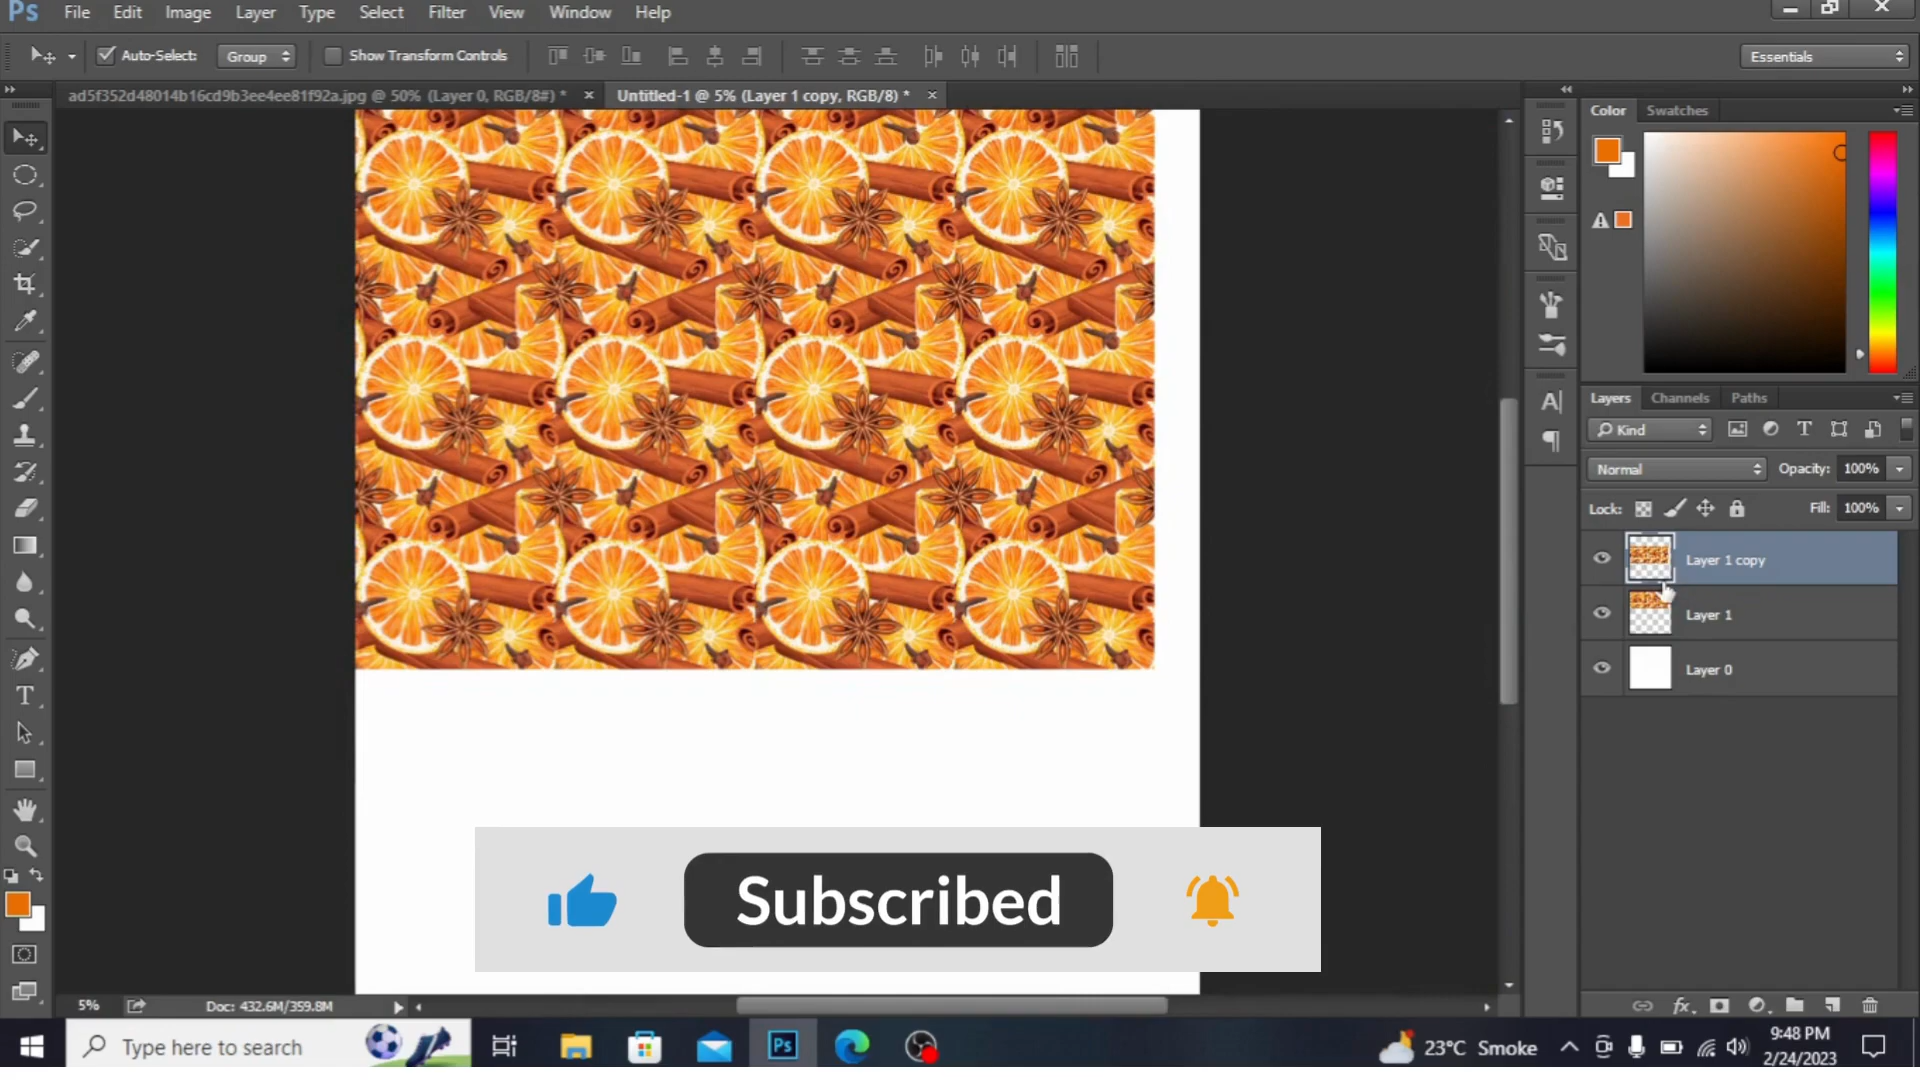 Ps File Edit Image Layer Type Select Filter View Window Help
Auto-Select: Group Show Transform Controls Essentials
ad5f352d48014b16cd9b3ee4ee81f92a.jpg @ 50% (Layer 0, RGB/8#) * × Untitled-1 @ 5% (Layer 1 copy, RGB/8) * ×
Color Swatches
Layers Channels Paths
Kind
Normal Opacity: 100%
Lock: Fill: 100%
Layer 1 copy
Layer 1
Layer 0
Subscribed
5% Doc: 432.6M/359.8M
fx
Type here to search
Ps
23°C Smoke
9:48 PM
2/24/2023